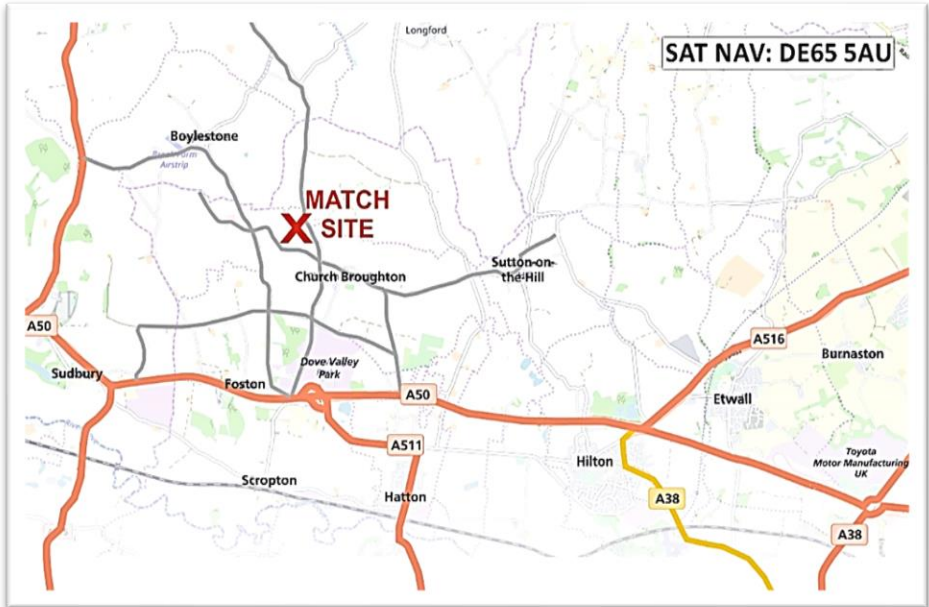 Longford
SAT NAV: DE65 5AU
Boylestone
Airstrip
MATCH
X SITE
Church Broughton
Sutton-on-
the-Hill
A50
A516
Burnaston
Sudbury
Dove Valley
Park
Foston
A50
Etwall
A511
Hilton
Toyota
Motor Manufacturing
UK
Scropton
Hatton
A38
A38